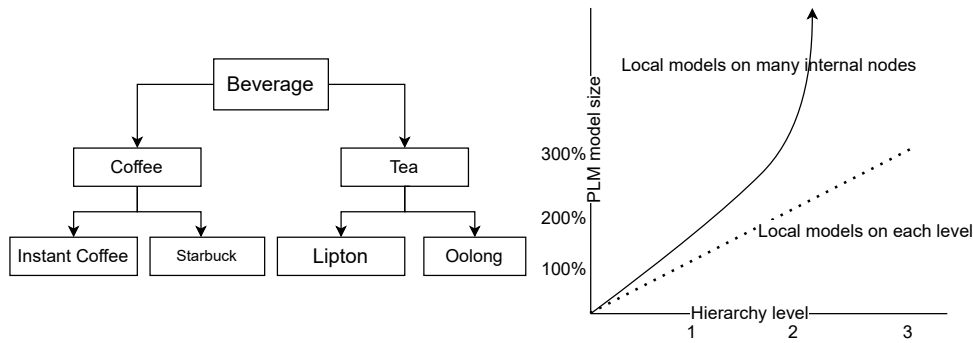 Beverage
Coffee
Tea
Instant Coffee
Starbuck
Lipton
Oolong
Local models on many internal nodes
PLM model size
300%
200%
100%
Local models on each level
Hierarchy level
1
2
3